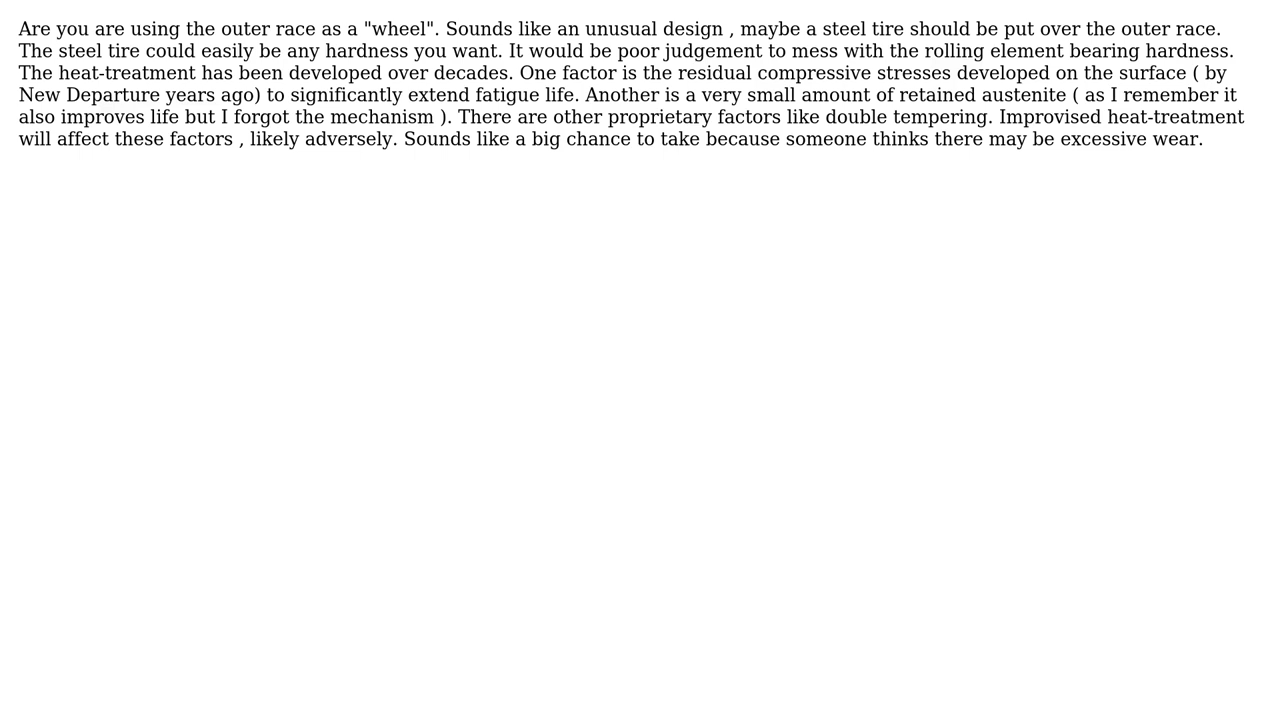 Are you are using the outer race as a "wheel". Sounds like an unusual design , maybe a steel tire should be put over the outer race.
The steel tire could easily be any hardness you want. It would be poor judgement to mess with the rolling element bearing hardness.
The heat-treatment has been developed over decades. One factor is the residual compressive stresses developed on the surface ( by
New Departure years ago) to significantly extend fatigue life. Another is a very small amount of retained austenite ( as I remember it
also improves life but I forgot the mechanism ). There are other proprietary factors like double tempering. Improvised heat-treatment
will affect these factors , likely adversely. Sounds like a big chance to take because someone thinks there may be excessive wear.